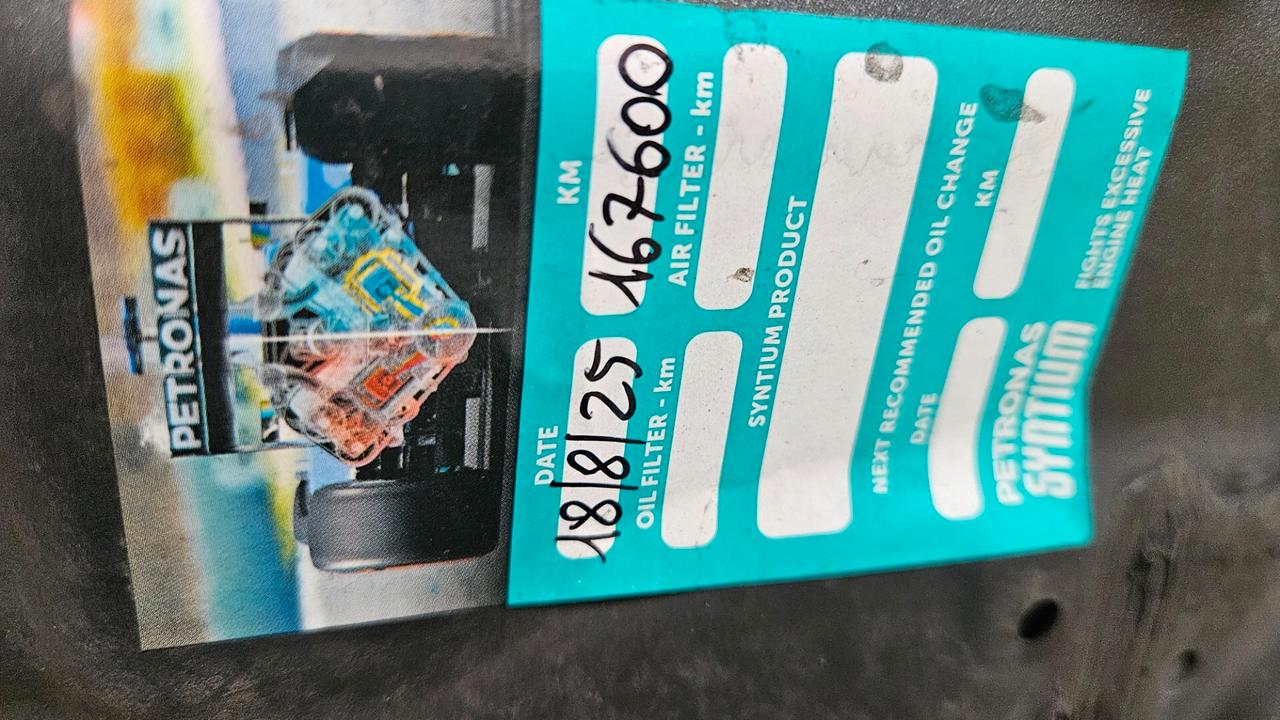 PETRONAS
DATE KM
18/8/25 167600
OIL FILTER - km AIR FILTER - km
SYNTIUM PRODUCT
NEXT RECOMMENDED OIL CHANGE
DATE KM
PETRONAS
SYNTIUM
FIGHTS EXCESSIVE
ENGINE HEAT